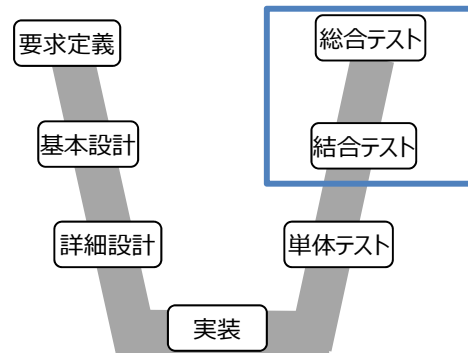 要求定義
総合テスト
基本設計
結合テスト
詳細設計
単体テスト
実装